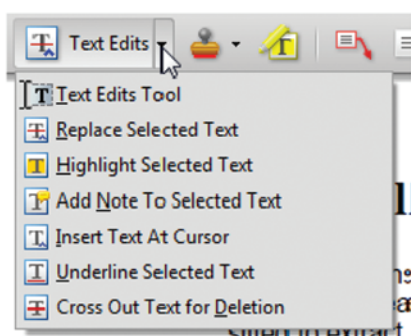 Text Edits
Text Edits Tool
Replace Selected Text
Highlight Selected Text
Add Note To Selected Text
Insert Text At Cursor
Underline Selected Text
Cross Out Text for Deletion